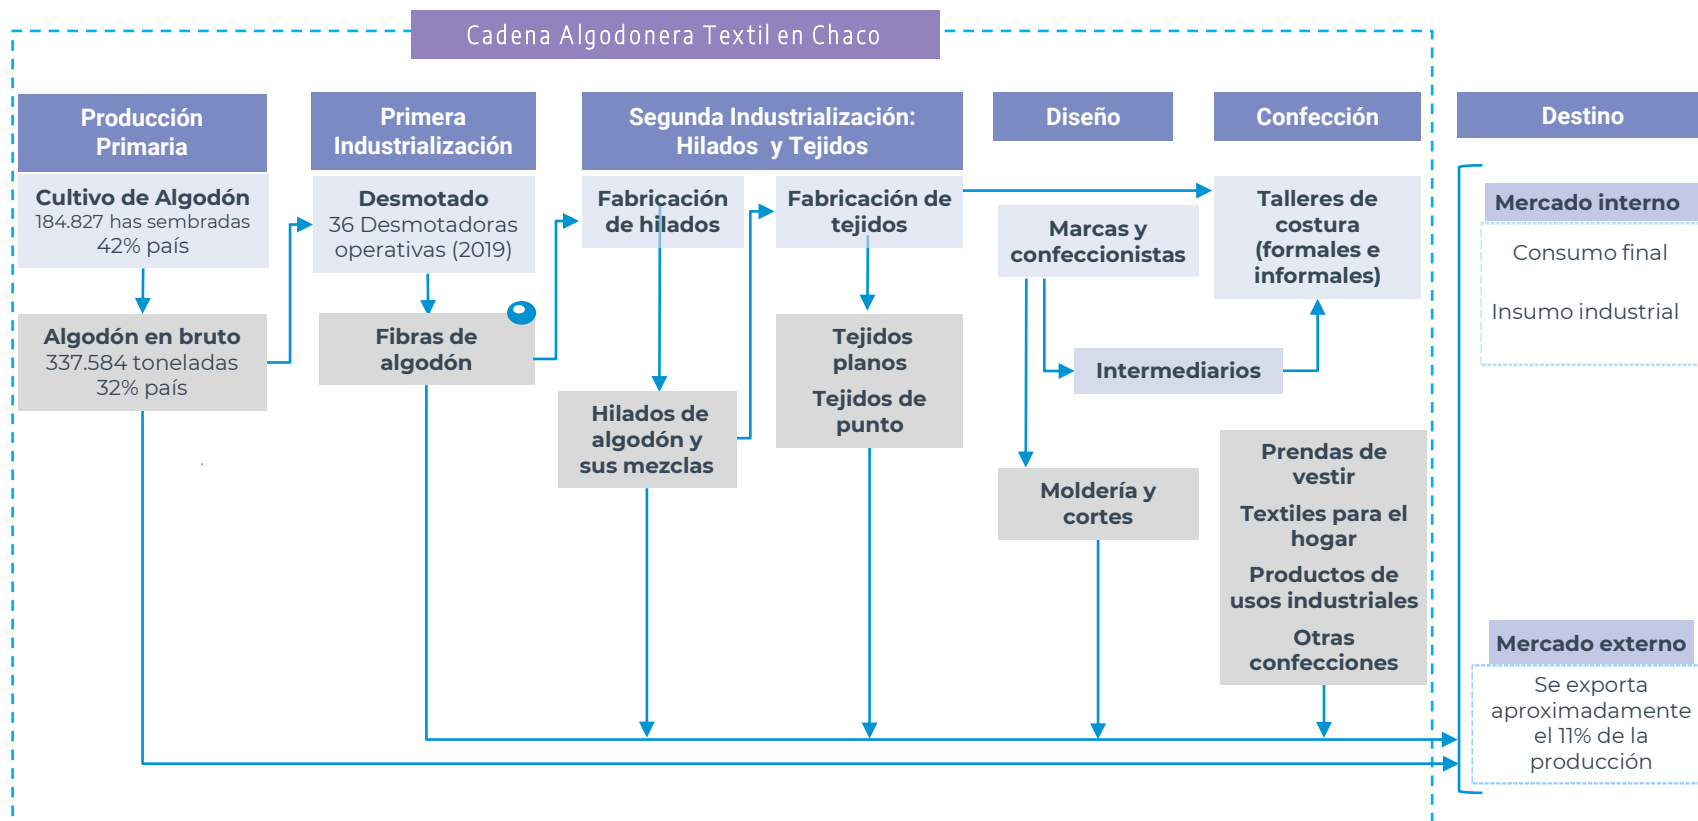 Cadena Algodonera Textil en Chaco
Producción
Primaria
Cultivo de Algodón
184.827 has sembradas
42% país
Algodón en bruto
337.584 toneladas
32% país
Primera
Industrialización
Desmotado
36 Desmotadoras
operativas (2019)
Fibras de
algodón
Segunda Industrialización:
Hilados y Tejidos
Fabricación
de hilados
Hilados de
algodón y
sus mezclas
Fabricación de
tejidos
Tejidos
planos
Tejidos de
punto
Diseño
Marcas y
confeccionistas
Intermediarios
Moldería y
cortes
Confección
Talleres de
costura
(formales e
informales)
Prendas de
vestir
Textiles para el
hogar
Productos de
usos industriales
Otras
confecciones
Destino
Mercado interno
Consumo final
Insumo industrial
Mercado externo
Se exporta
aproximadamente
el 11% de la
producción